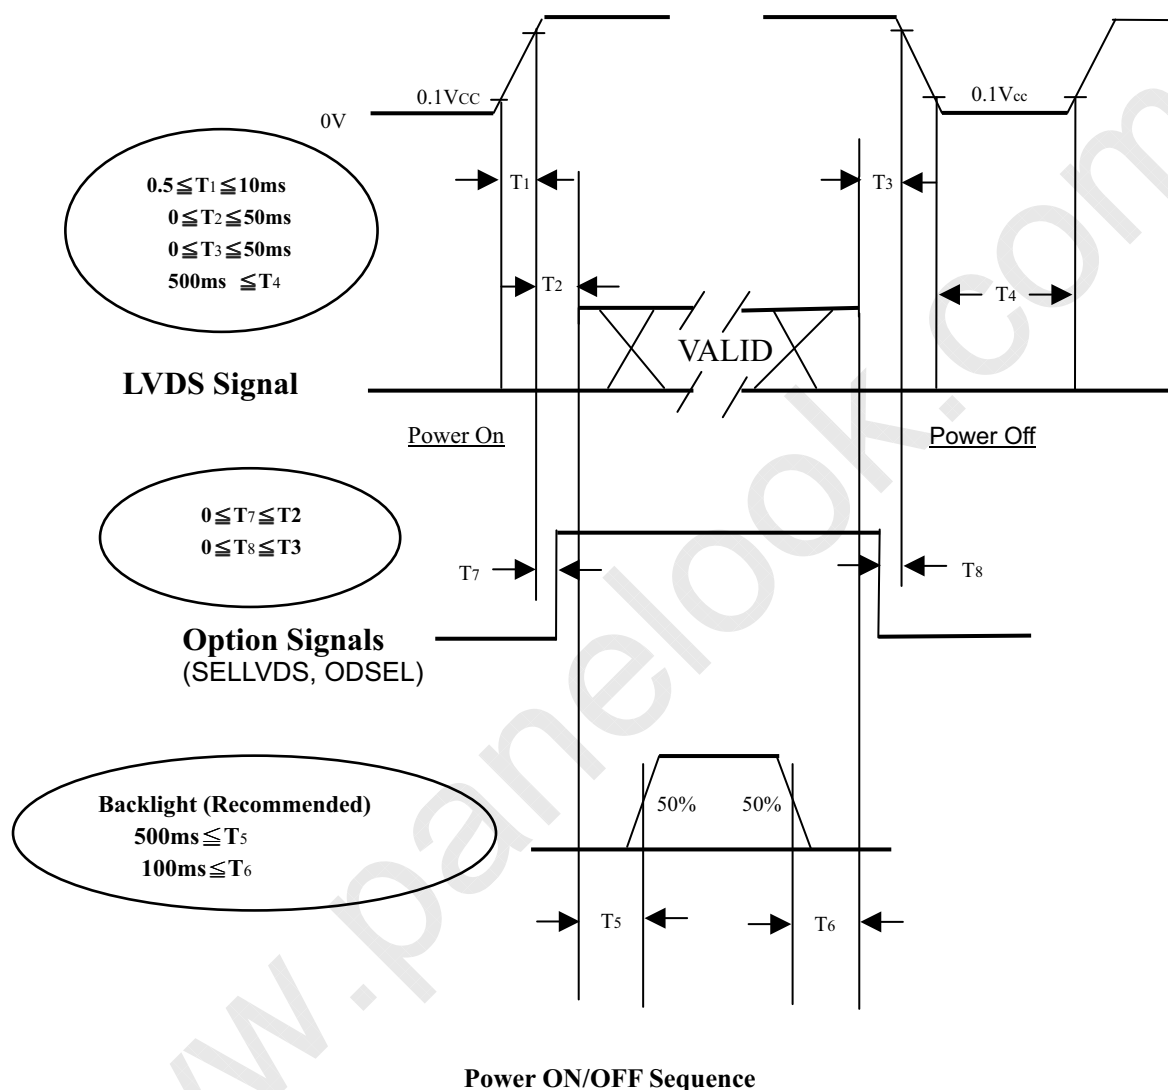 0.1VCC
0.1Vcc
0V
0.5≦T1≦10ms
0≦T2≦50ms
0≦T3≦50ms
500ms ≦T4
T1
T3
T2
T4
VALID
LVDS Signal
Power On
Power Off
0≦T7≦T2
0≦T8≦T3
T7
T8
Option Signals
(SELLVDS, ODSEL)
Backlight (Recommended)
500ms≦T5
100ms≦T6
50%
50%
T5
T6
Power ON/OFF Sequence
w.panelook.com